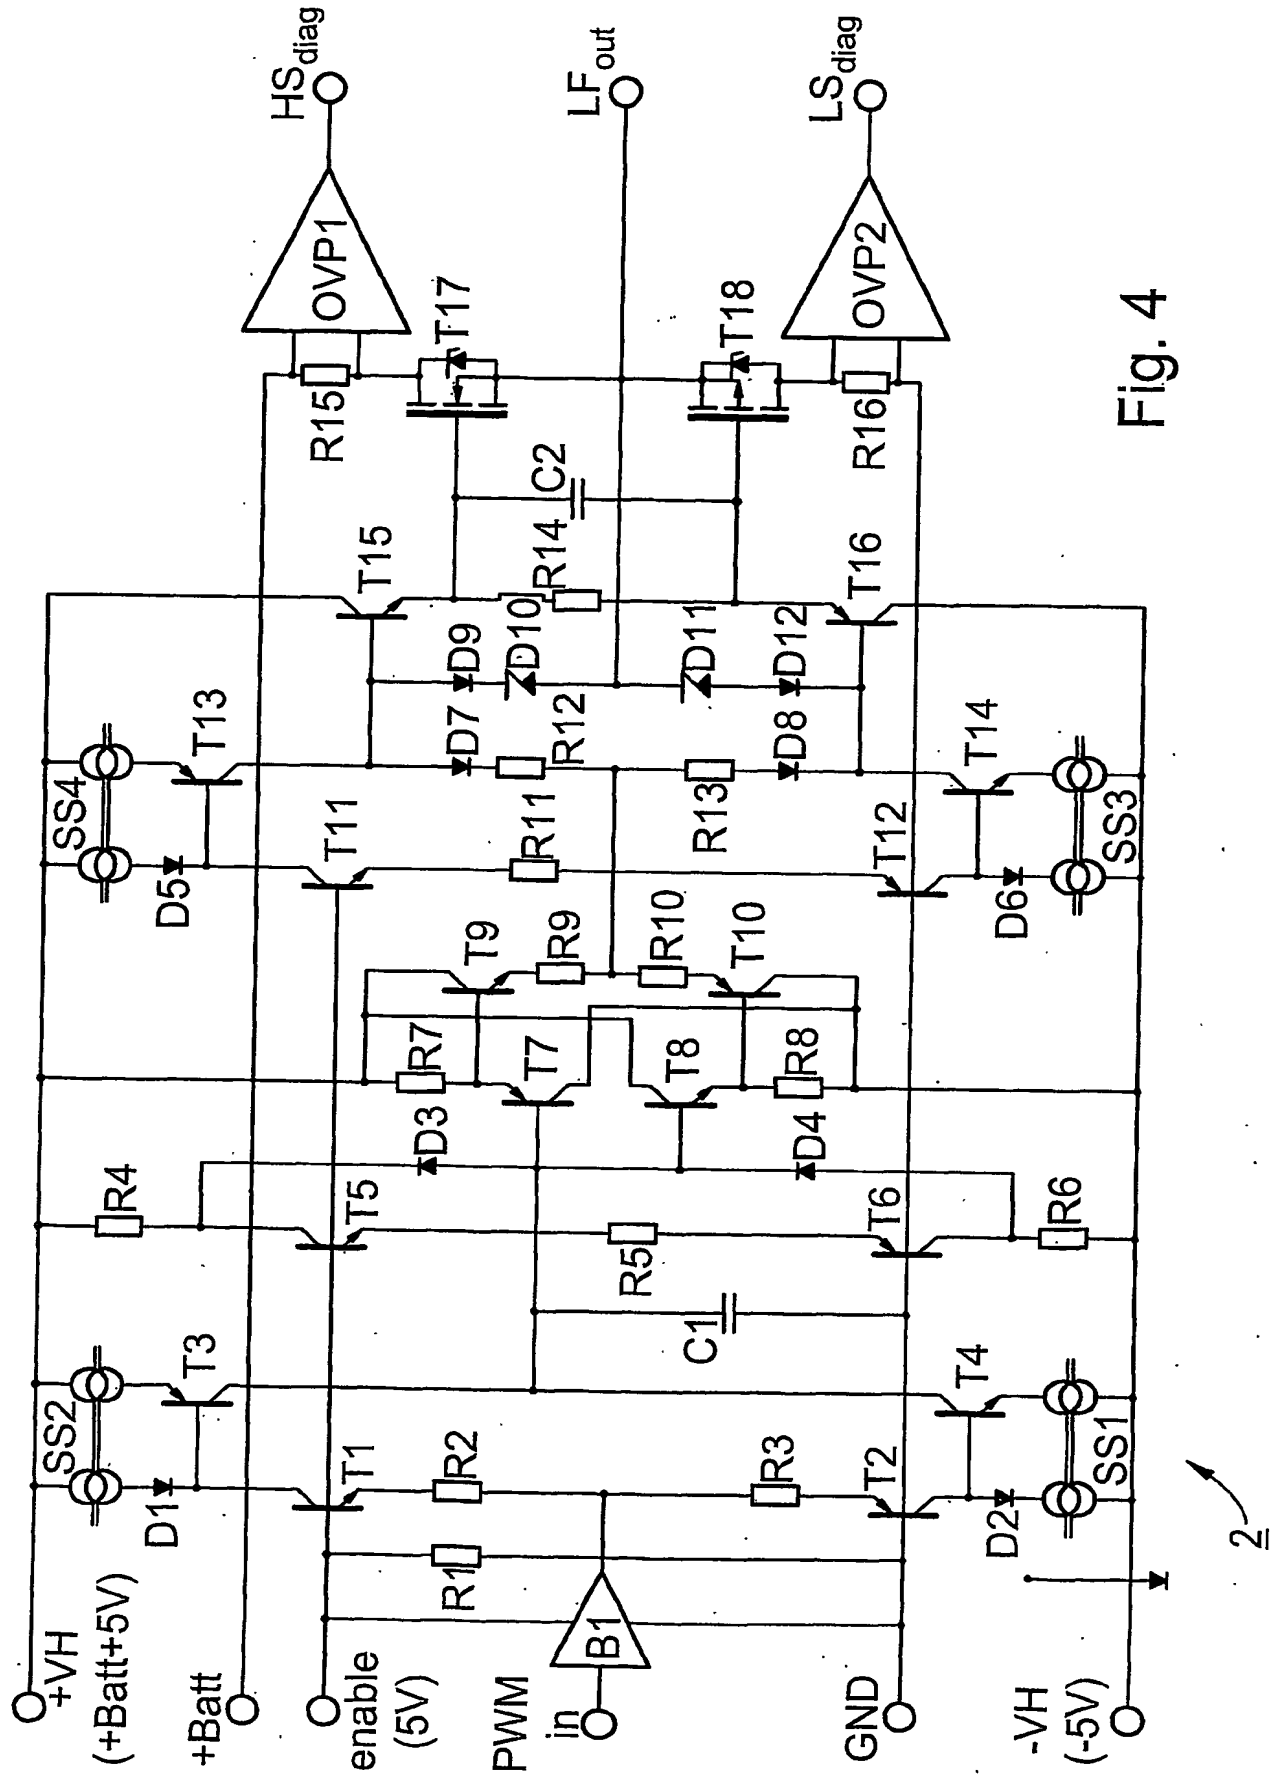 +VH
(+Batt+5V)
+Batt
enable
(5V)
PWM
in
GND
-VH
(-5V)
B1
R1
SS2
D1
T1
R2
R3
T2
D2
SS1
T3
T4
C1
R4
T5
R5
T6
R6
D3
D4
R7
T7
T8
R8
T9
R9
R10
T10
SS4
D5
T11
R11
T12
D6
SS3
T13
D7
R12
R13
D8
T14
D9
D10
D11
D12
T15
R14
T16
C2
R15
T17
T18
R16
OVP1
OVP2
HSdiag
LFout
LSdiag
2
Fig. 4